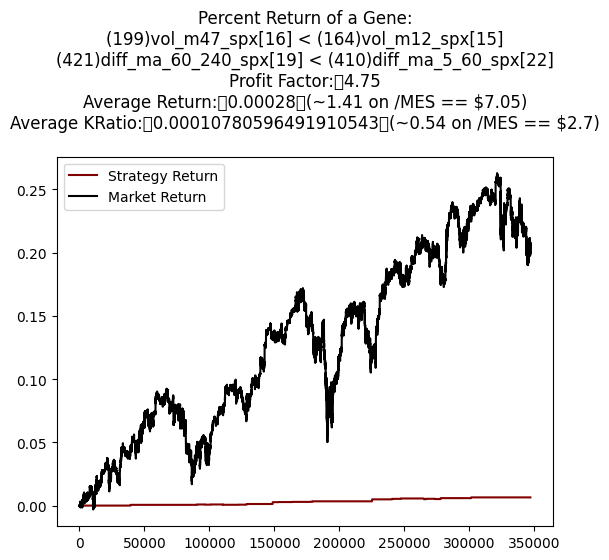 Percent Return of a Gene:
(199)vol_m47_spx[16] < (164)vol_m12_spx[15]
(421)diff_ma_60_240_spx[19] < (410)diff_ma_5_60_spx[22]
Profit Factor:▯4.75
Average Return:▯0.00028▯(~1.41 on /MES == $7.05)
Average KRatio:▯0.00010780596491910543▯(~0.54 on /MES == $2.7)
Strategy Return
Market Return
0.25
0.20
0.15
0.10
0.05
0.00
0 50000 100000 150000 200000 250000 300000 350000